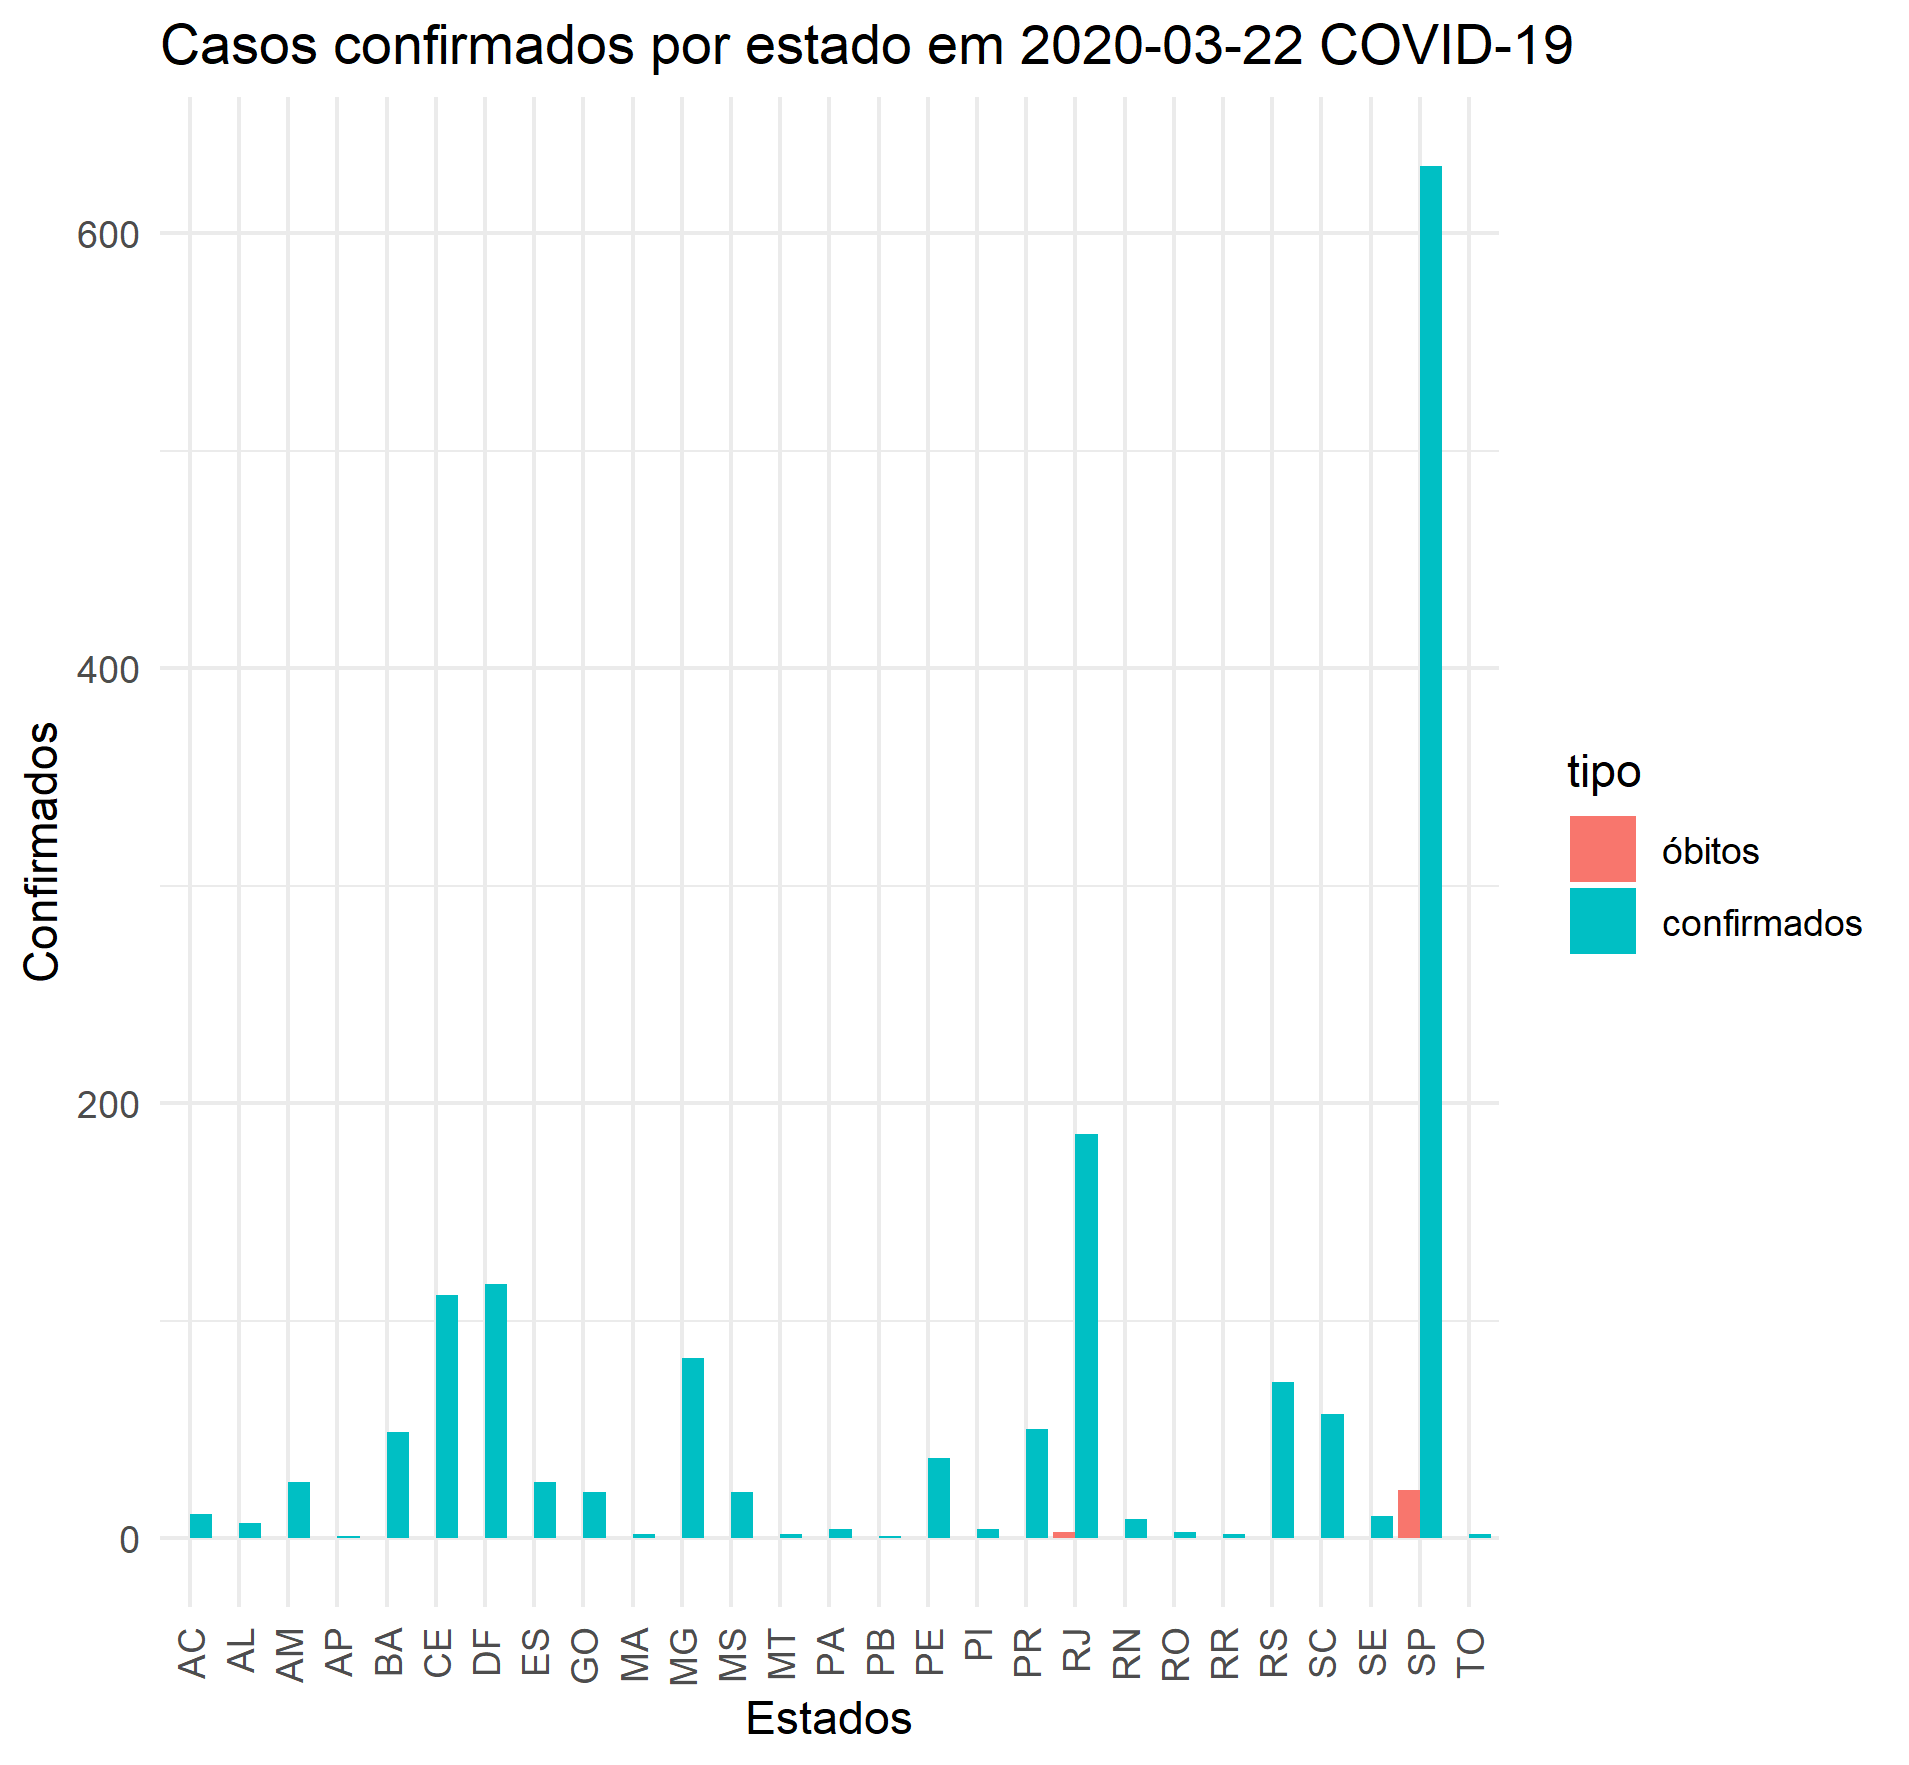 Casos confirmados por estado em 2020-03-22 COVID-19
Confirmados
600
400
200
0
AC
AL
AM
AP
BA
CE
DF
ES
GO
MA
MG
MS
MT
PA
PB
PE
PI
PR
RJ
RN
RO
RR
RS
SC
SE
SP
TO
Estados
tipo
óbitos
confirmados